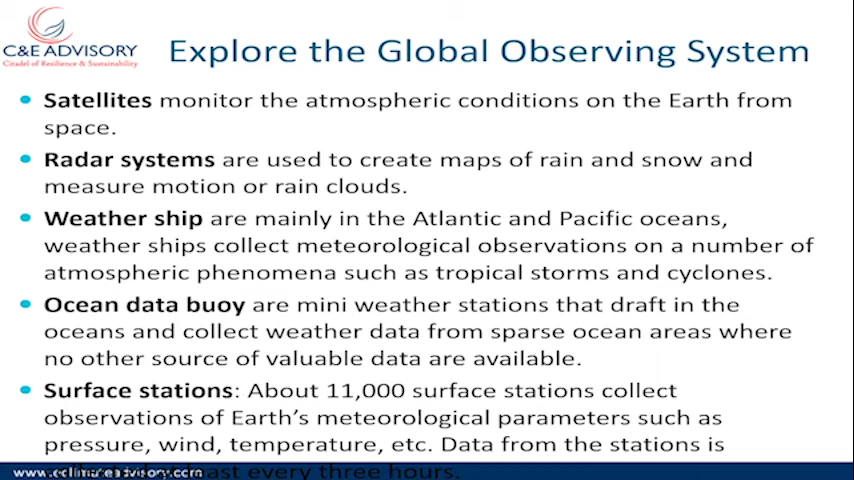 C&E ADVISORY
Citadel of Resilience & Sustainability
Explore the Global Observing System
• Satellites monitor the atmospheric conditions on the Earth from
space.
• Radar systems are used to create maps of rain and snow and
measure motion or rain clouds.
• Weather ship are mainly in the Atlantic and Pacific oceans,
weather ships collect meteorological observations on a number of
atmospheric phenomena such as tropical storms and cyclones.
• Ocean data buoy are mini weather stations that draft in the
oceans and collect weather data from sparse ocean areas where
no other source of valuable data are available.
• Surface stations: About 11,000 surface stations collect
observations of Earth's meteorological parameters such as
pressure, wind, temperature, etc. Data from the stations is
least every three hours.